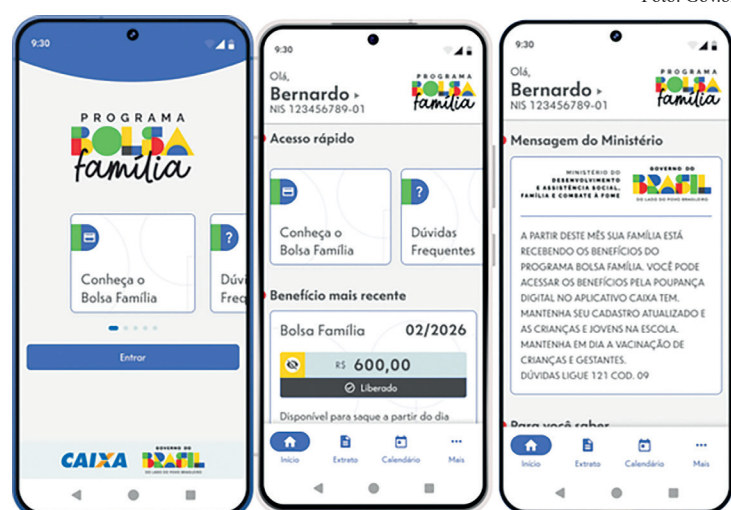 9:30
PROGRAMA
BOLSA
família
Conheça o
Bolsa Família
Entrar
CAIXA
GOVERNO DO
BRASIL
DO LADO DO POVO BRASILEIRO
9:30
Olá,
Bernardo
NIS 123456789-01
PROGRAMA
família
Acesso rápido
Conheça o
Bolsa Família
Dúvidas
Frequentes
Benefício mais recente
Bolsa Família 02/2026
R$ 600,00
Liberado
Disponível para saque a partir do dia
Início Extrato Calendário Mais
9:30
Olá,
Bernardo
NIS 123456789-01
PROGRAMA
família
Mensagem do Ministério
MINISTÉRIO DO
DESENVOLVIMENTO
E ASSISTÊNCIA SOCIAL,
FAMÍLIA E COMBATE À FOME
GOVERNO DO
BRASIL
DO LADO DO POVO BRASILEIRO
A PARTIR DESTE MÊS SUA FAMÍLIA ESTÁ
RECEBENDO OS BENEFÍCIOS DO
PROGRAMA BOLSA FAMÍLIA. VOCÊ PODE
ACESSAR OS BENEFÍCIOS PELA POUPANÇA
DIGITAL NO APLICATIVO CAIXA TEM.
MANTENHA SEU CADASTRO ATUALIZADO E
AS CRIANÇAS E JOVENS NA ESCOLA.
MANTENHA EM DIA A VACINAÇÃO DE
CRIANÇAS E GESTANTES.
DÚVIDAS LIGUE 121 COD. 09
Para você saber
Início Extrato Calendário Mais